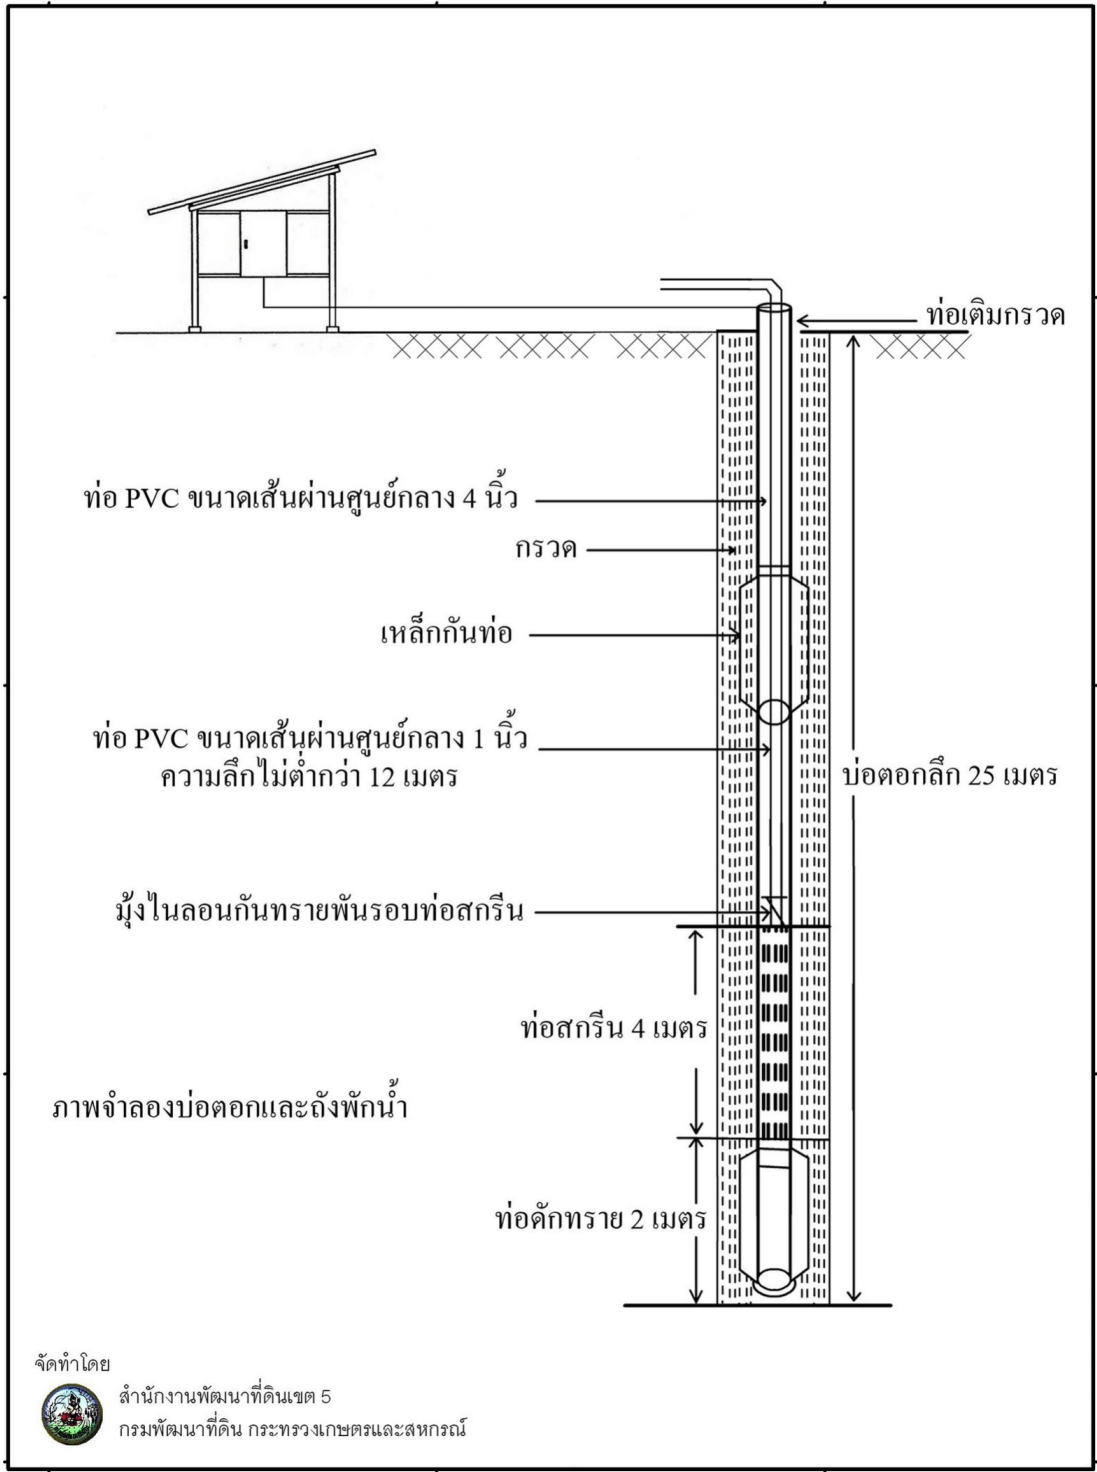 ท่อเติมกรวด
ท่อ PVC ขนาดเส้นผ่านศูนย์กลาง 4 นิ้ว
กรวด
เหล็กกันท่อ
ท่อ PVC ขนาดเส้นผ่านศูนย์กลาง 1 นิ้ว
ความลึกไม่ต่ำกว่า 12 เมตร
บ่อตอกลึก 25 เมตร
มุ้งไนลอนกันทรายพันรอบท่อสกรีน
ท่อสกรีน 4 เมตร
ภาพจำลองบ่อตอกและถังพักน้ำ
ท่อดักทราย 2 เมตร
จัดทำโดย
สำนักงานพัฒนาที่ดินเขต 5
กรมพัฒนาที่ดิน กระทรวงเกษตรและสหกรณ์